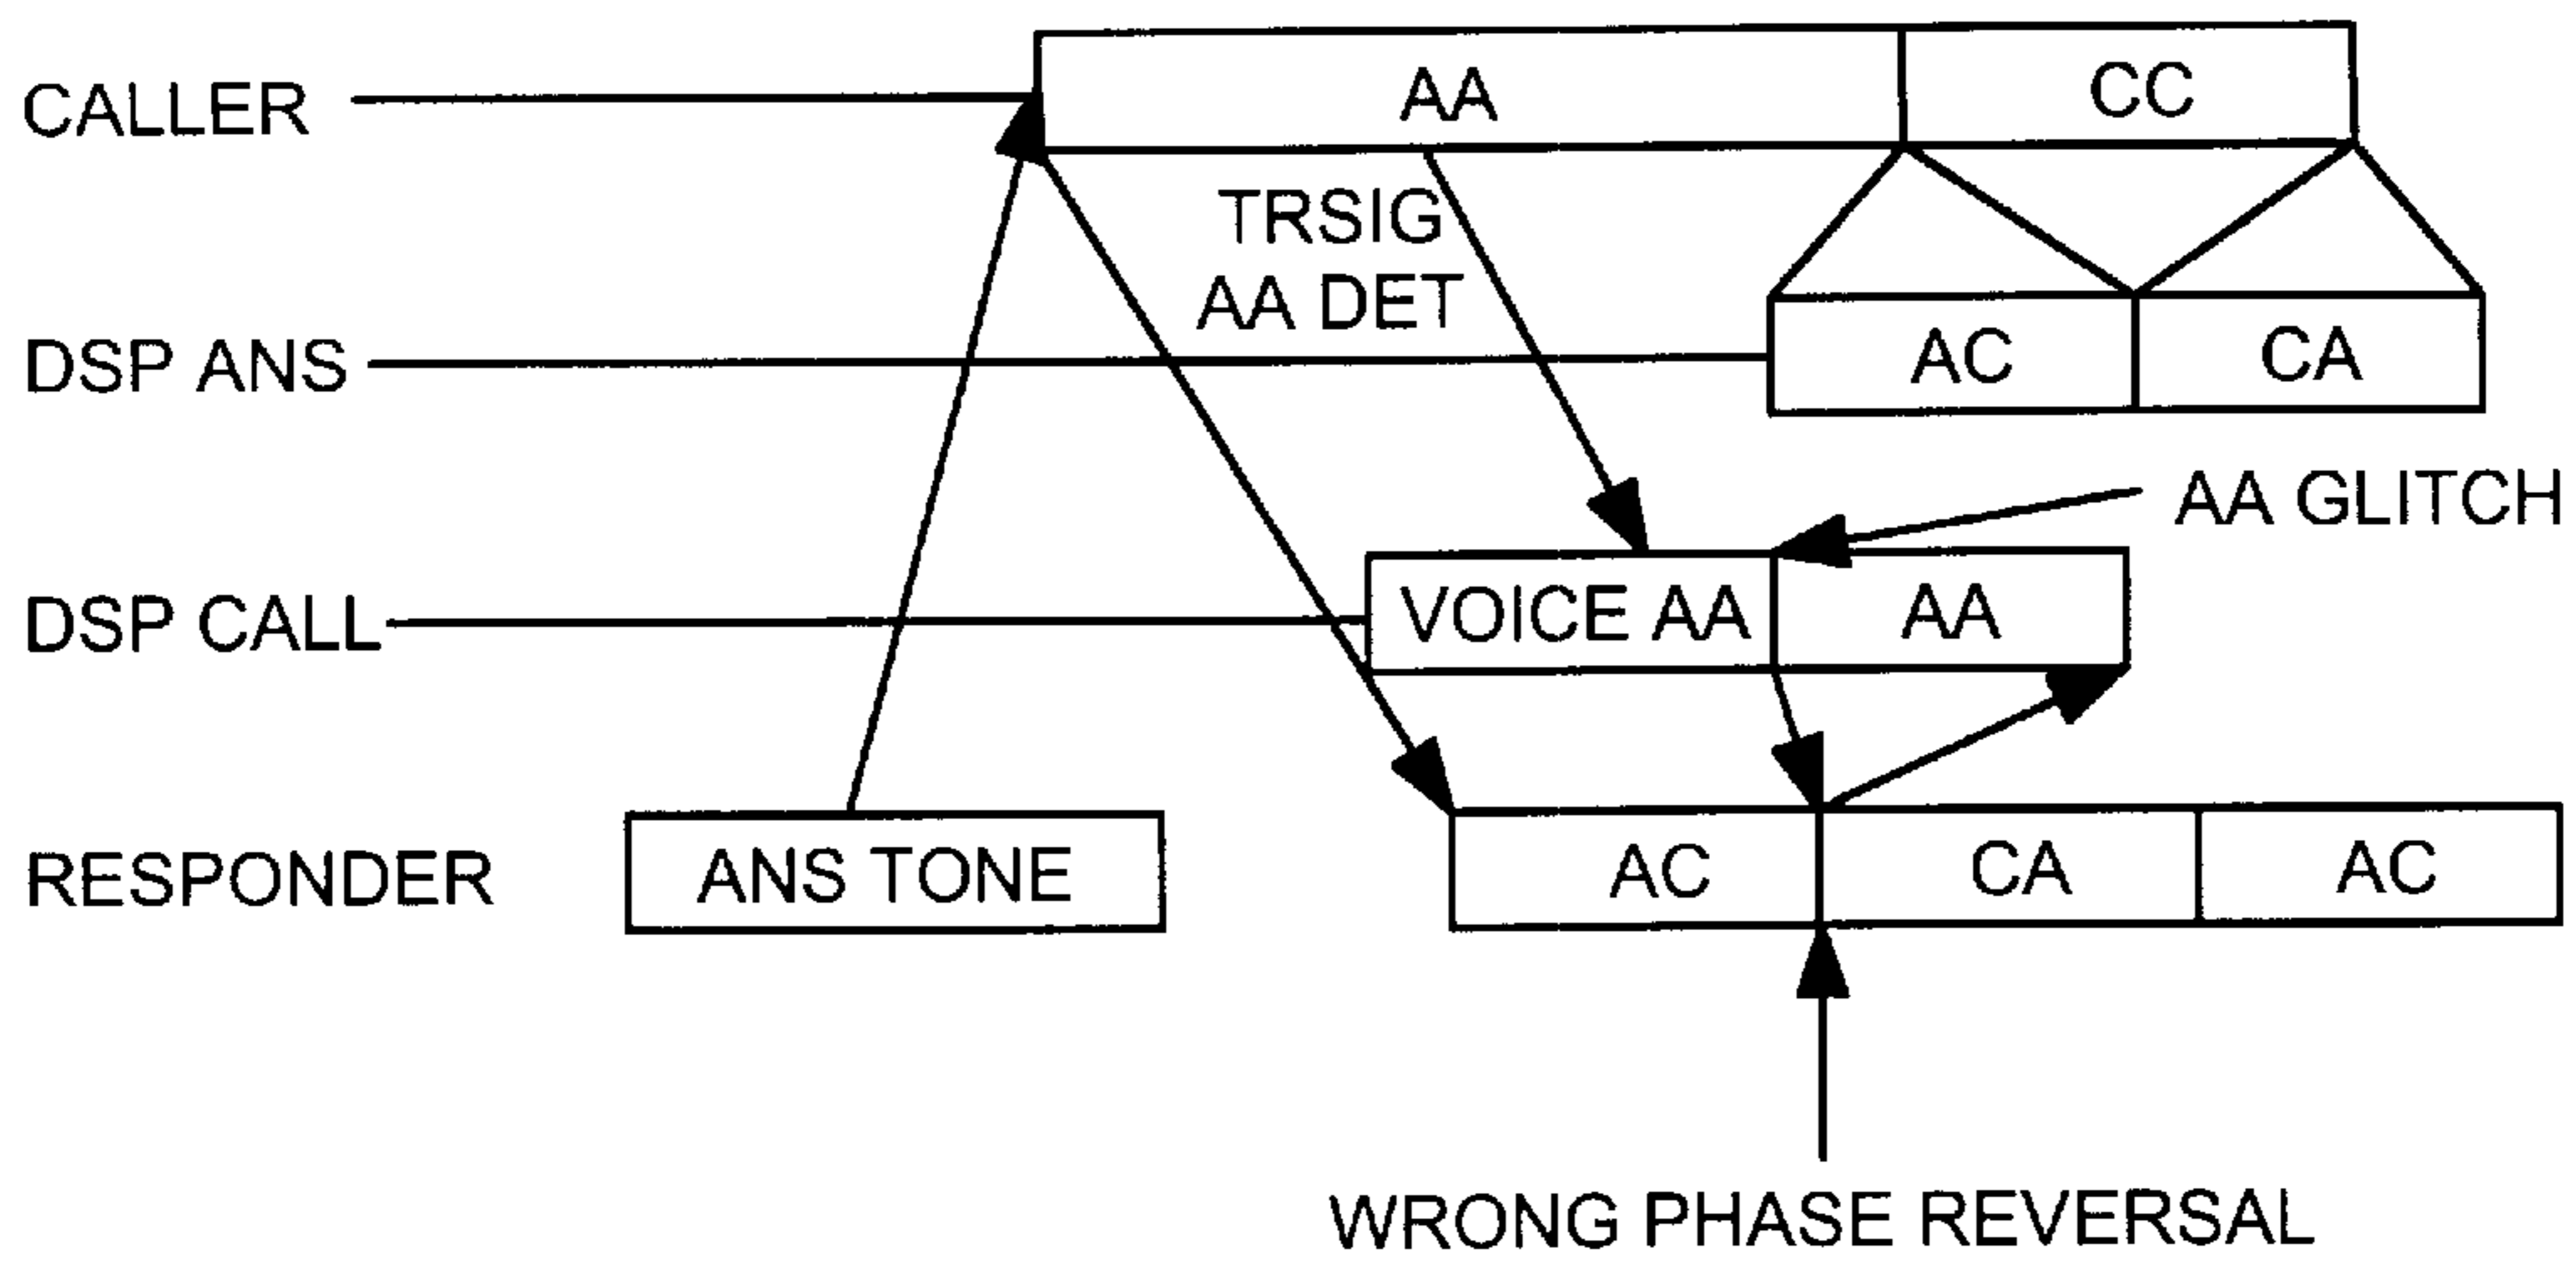 CALLER
AA
CC
TRSIG
AA DET
DSP ANS
AC
CA
AA GLITCH
DSP CALL
VOICE AA
AA
RESPONDER
ANS TONE
AC
CA
AC
WRONG PHASE REVERSAL